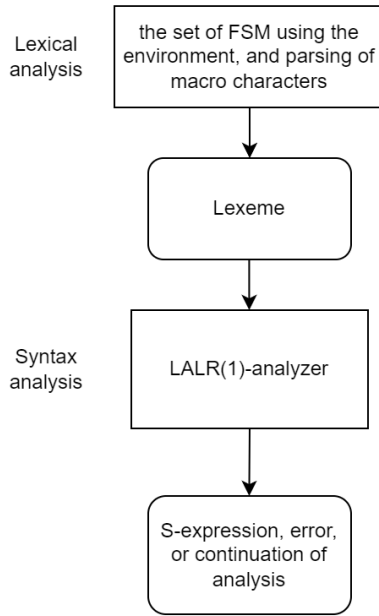 Lexical
analysis
the set of FSM using the
environment, and parsing of
macro characters
Lexeme
Syntax
analysis
LALR(1)-analyzer
S-expression, error,
or continuation of
analysis